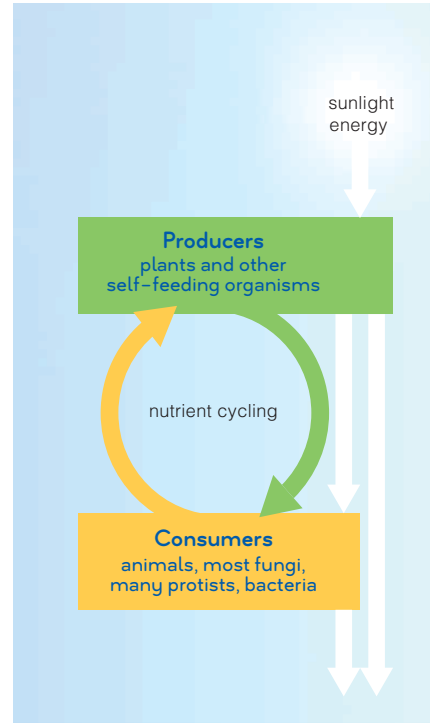 sunlight
energy
Producers
plants and other
self-feeding organisms
nutrient cycling
Consumers
animals, most fungi,
many protists, bacteria